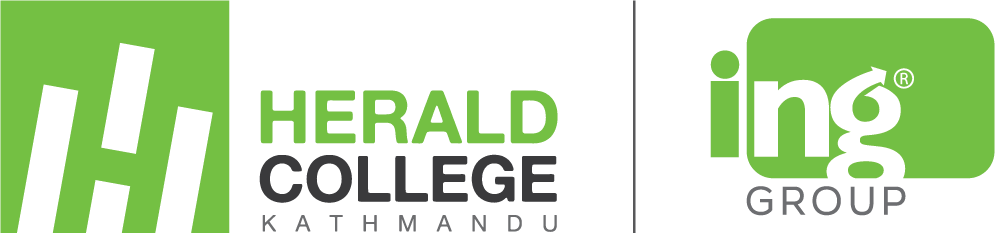 HERALD
COLLEGE
KATHMANDU
ing®
GROUP